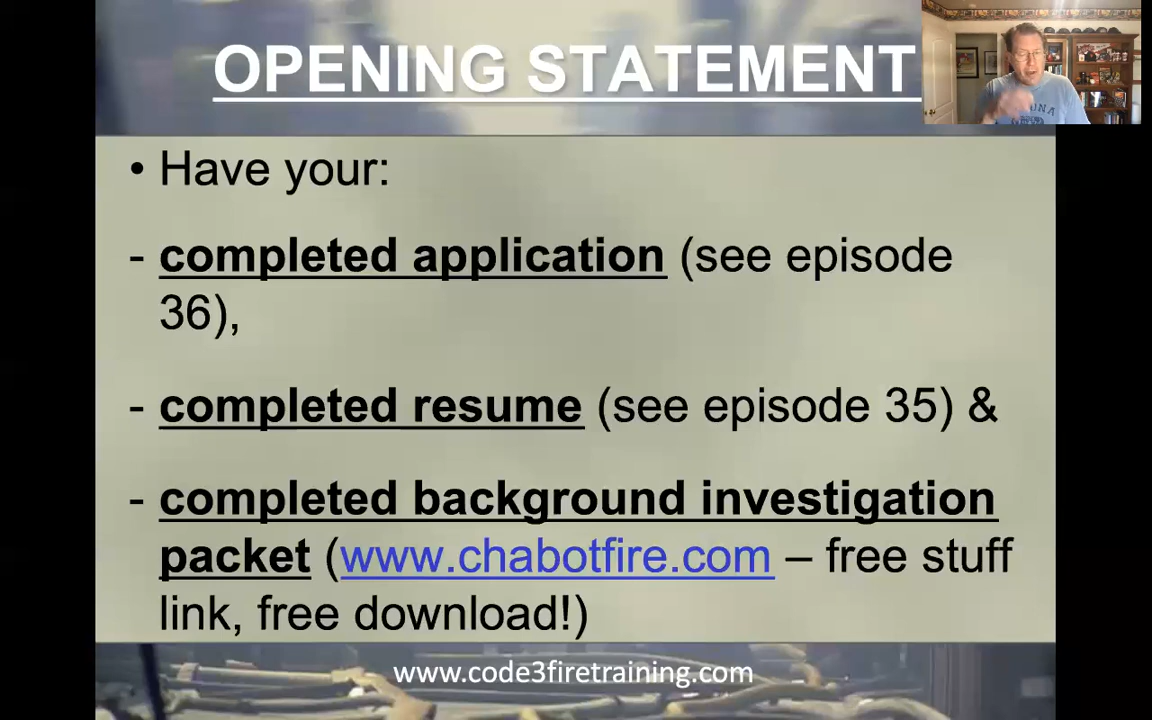 OPENING STATEMENT
• Have your:
- completed application (see episode
36),
- completed resume (see episode 35) &
- completed background investigation
packet (www.chabotfire.com – free stuff
link, free download!)
www.code3firetraining.com